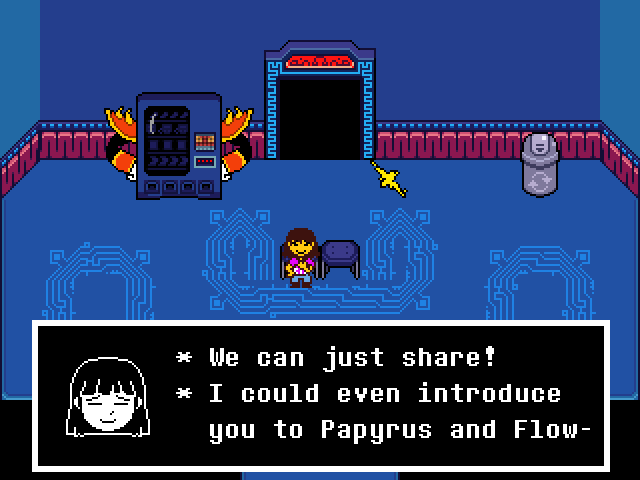 * We can just share!
* I could even introduce
you to Papyrus and Flow-